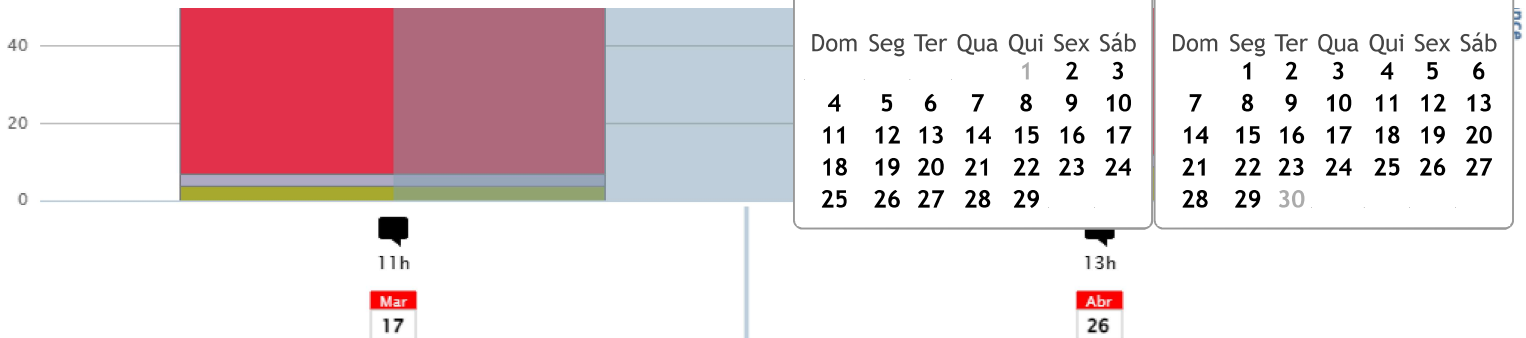 40
20
0
Dom Seg Ter Qua Qui Sex Sáb
1 2 3
4 5 6 7 8 9 10
11 12 13 14 15 16 17
18 19 20 21 22 23 24
25 26 27 28 29
Dom Seg Ter Qua Qui Sex Sáb
1 2 3 4 5 6
7 8 9 10 11 12 13
14 15 16 17 18 19 20
21 22 23 24 25 26 27
28 29 30
11h
Mar
17
13h
Abr
26